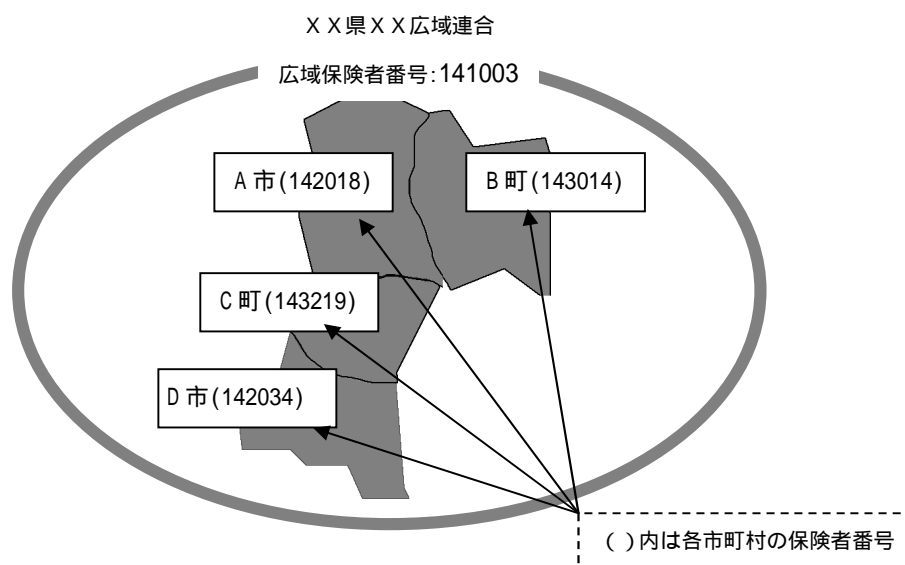 ＸＸ県ＸＸ広域連合
広域保険者番号:141003
A市(142018)
B町(143014)
C町(143219)
D市(142034)
( )内は各市町村の保険者番号